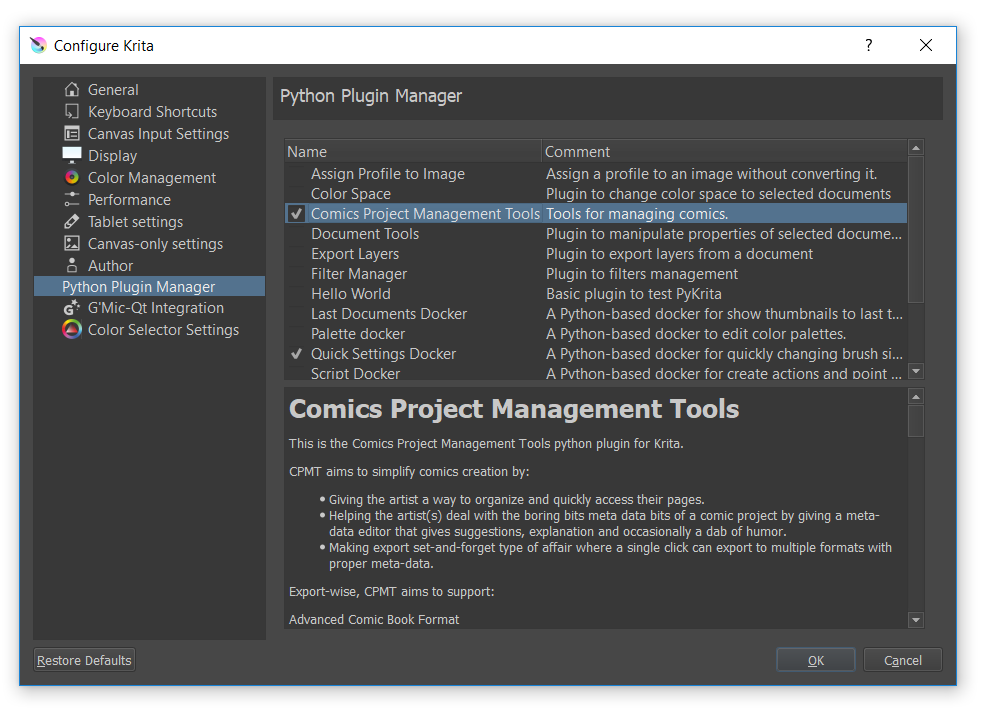 Configure Krita ?
General
Keyboard Shortcuts
Canvas Input Settings
Display
Color Management
Performance
Tablet settings
Canvas-only settings
Author
Python Plugin Manager
G'Mic-Qt Integration
Color Selector Settings
Python Plugin Manager
Name Comment
Assign Profile to Image Assign a profile to an image without converting it.
Color Space Plugin to change color space to selected documents
Comics Project Management Tools Tools for managing comics.
Document Tools Plugin to manipulate properties of selected docume...
Export Layers Plugin to export layers from a document
Filter Manager Plugin to filters management
Hello World Basic plugin to test PyKrita
Last Documents Docker A Python-based docker for show thumbnails to last t...
Palette docker A Python-based docker to edit color palettes.
Quick Settings Docker A Python-based docker for quickly changing brush si...
Script Docker A Python-based docker for create actions and point ...
Comics Project Management Tools
This is the Comics Project Management Tools python plugin for Krita.
CPMT aims to simplify comics creation by:
• Giving the artist a way to organize and quickly access their pages.
• Helping the artist(s) deal with the boring bits meta data bits of a comic project by giving a meta-
data editor that gives suggestions, explanation and occasionally a dab of humor.
• Making export set-and-forget type of affair where a single click can export to multiple formats with
proper meta-data.
Export-wise, CPMT aims to support:
Advanced Comic Book Format
Restore Defaults OK Cancel